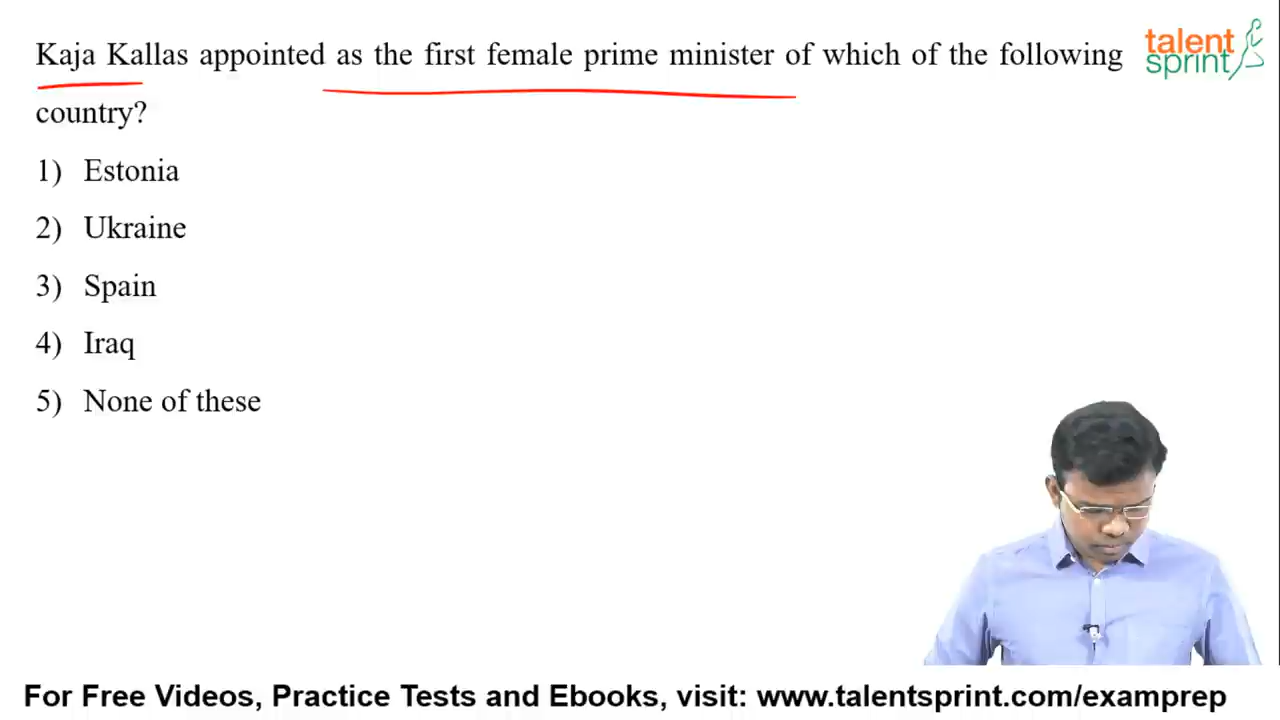 Kaja Kallas appointed as the first female prime minister of which of the following
country?
1) Estonia
2) Ukraine
3) Spain
4) Iraq
5) None of these
talent
sprint
For Free Videos, Practice Tests and Ebooks, visit: www.talentsprint.com/examprep